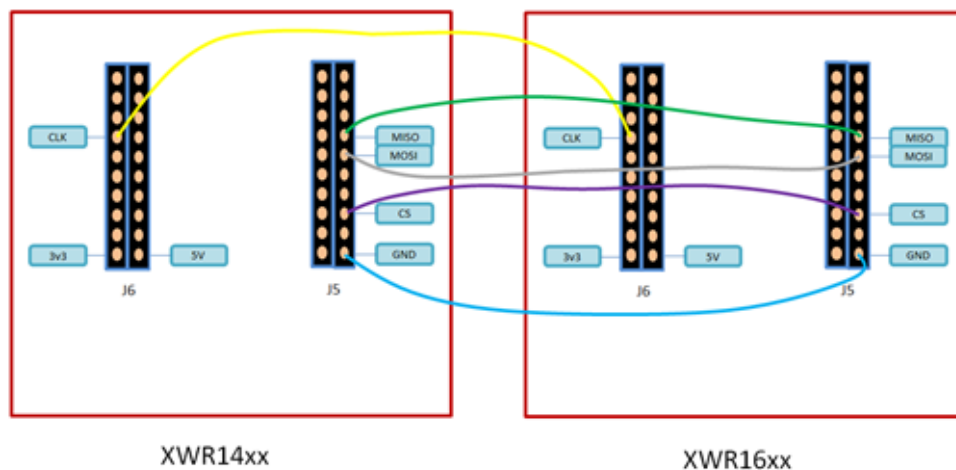 CLK
MISO
MOSI
CS
3v3
5V
GND
J6
J5
CLK
MISO
MOSI
CS
3v3
5V
GND
J6
J5
XWR14xx
XWR16xx